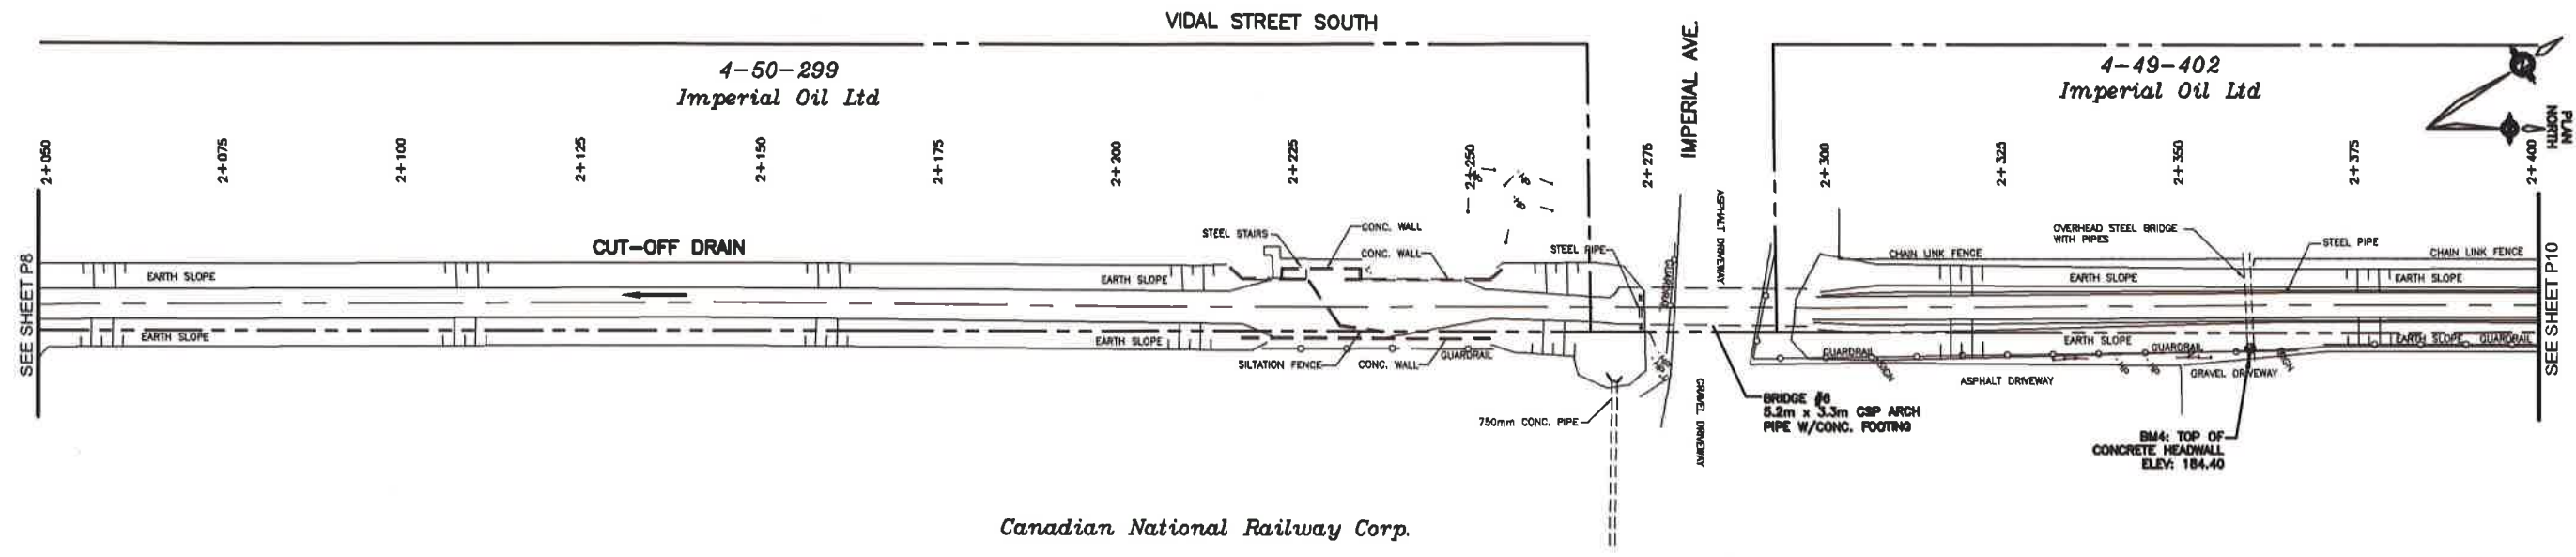 VIDAL STREET SOUTH
IMPERIAL AVE.
4-50-299
Imperial Oil Ltd
4-49-402
Imperial Oil Ltd
PLAN
NORTH
2+050
2+075
2+100
2+125
2+150
2+175
2+200
2+225
2+250
2+275
2+300
2+325
2+350
2+375
2+400
SEE SHEET P8
CUT-OFF DRAIN
EARTH SLOPE
EARTH SLOPE
STEEL STAIRS
CONC. WALL
CONC. WALL
EARTH SLOPE
EARTH SLOPE
STEEL PIPE
GUARDRAIL
ASPHALT DRIVEWAY
CHAIN LINK FENCE
OVERHEAD STEEL BRIDGE
WITH PIPES
STEEL PIPE
CHAIN LINK FENCE
EARTH SLOPE
EARTH SLOPE
SEE SHEET P10
SILTATION FENCE
CONC. WALL
GUARDRAIL
GUARDRAIL
SIGN
EARTH SLOPE
GUARDRAIL
EARTH SLOPE
GUARDRAIL
ASPHALT DRIVEWAY
GRAVEL DRIVEWAY
SIGN
GRAVEL DRIVEWAY
750mm CONC. PIPE
BRIDGE #6
5.2m x 3.3m CSP ARCH
PIPE W/CONC. FOOTING
BM4: TOP OF
CONCRETE HEADWALL
ELEV: 184.40
Canadian National Railway Corp.